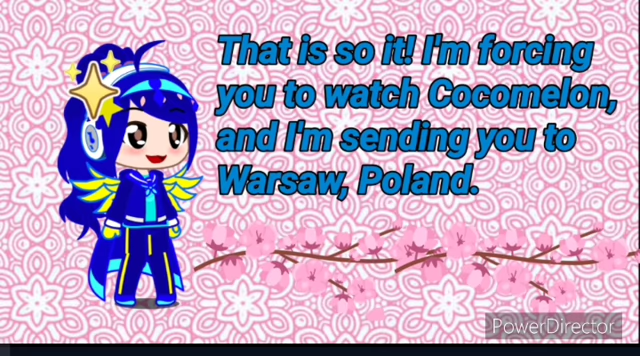 That is so it! I'm forcing
you to watch Cocomelon,
and I'm sending you to
Warsaw, Poland.
PowerDirector